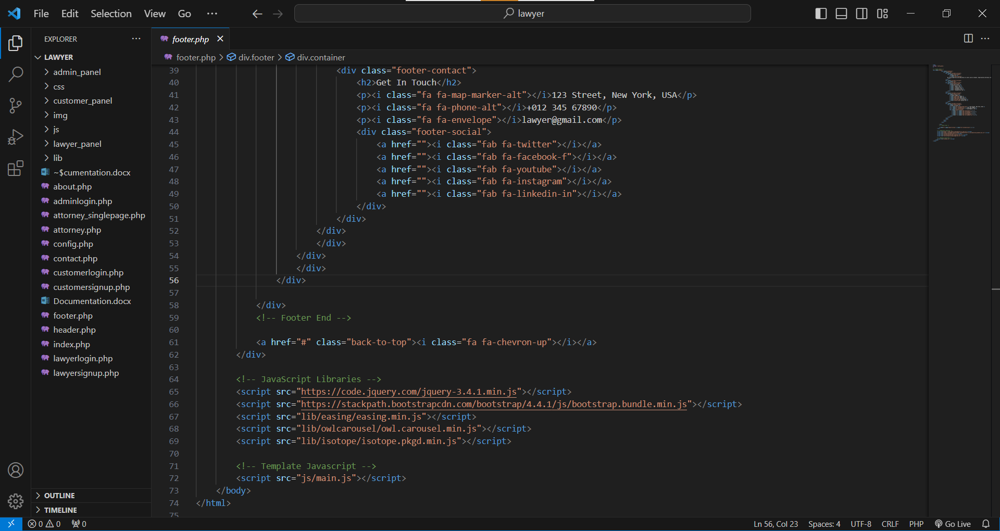 File Edit Selection View Go ··· lawyer
EXPLORER ···
LAWYER
admin_panel
css
customer_panel
img
js
lawyer_panel
lib
~$cumentation.docx
about.php
adminlogin.php
attorney_singlepage.php
attorney.php
config.php
contact.php
customerlogin.php
customersignup.php
Documentation.docx
footer.php
header.php
index.php
lawyerlogin.php
lawyersignup.php
OUTLINE
TIMELINE
footer.php
footer.php > div.footer > div.container
39 <div class="footer-contact">
40 <h2>Get In Touch</h2>
41 <p><i class="fa fa-map-marker-alt"></i>123 Street, New York, USA</p>
42 <p><i class="fa fa-phone-alt"></i>+012 345 67890</p>
43 <p><i class="fa fa-envelope"></i>lawyer@gmail.com</p>
44 <div class="footer-social">
45 <a href=""><i class="fab fa-twitter"></i></a>
46 <a href=""><i class="fab fa-facebook-f"></i></a>
47 <a href=""><i class="fab fa-youtube"></i></a>
48 <a href=""><i class="fab fa-instagram"></i></a>
49 <a href=""><i class="fab fa-linkedin-in"></i></a>
50 </div>
51 </div>
52 </div>
53 </div>
54 </div>
55 </div>
56 </div>
57
58 </div>
59 <!-- Footer End -->
60
61 <a href="#" class="back-to-top"><i class="fa fa-chevron-up"></i></a>
62 </div>
63
64 <!-- JavaScript Libraries -->
65 <script src="https://code.jquery.com/jquery-3.4.1.min.js"></script>
66 <script src="https://stackpath.bootstrapcdn.com/bootstrap/4.4.1/js/bootstrap.bundle.min.js"></script>
67 <script src="lib/easing/easing.min.js"></script>
68 <script src="lib/owlcarousel/owl.carousel.min.js"></script>
69 <script src="lib/isotope/isotope.pkgd.min.js"></script>
70
71 <!-- Template Javascript -->
72 <script src="js/main.js"></script>
73 </body>
74 </html>
75
0 0 0 Ln 56, Col 23 Spaces: 4 UTF-8 CRLF PHP Go Live